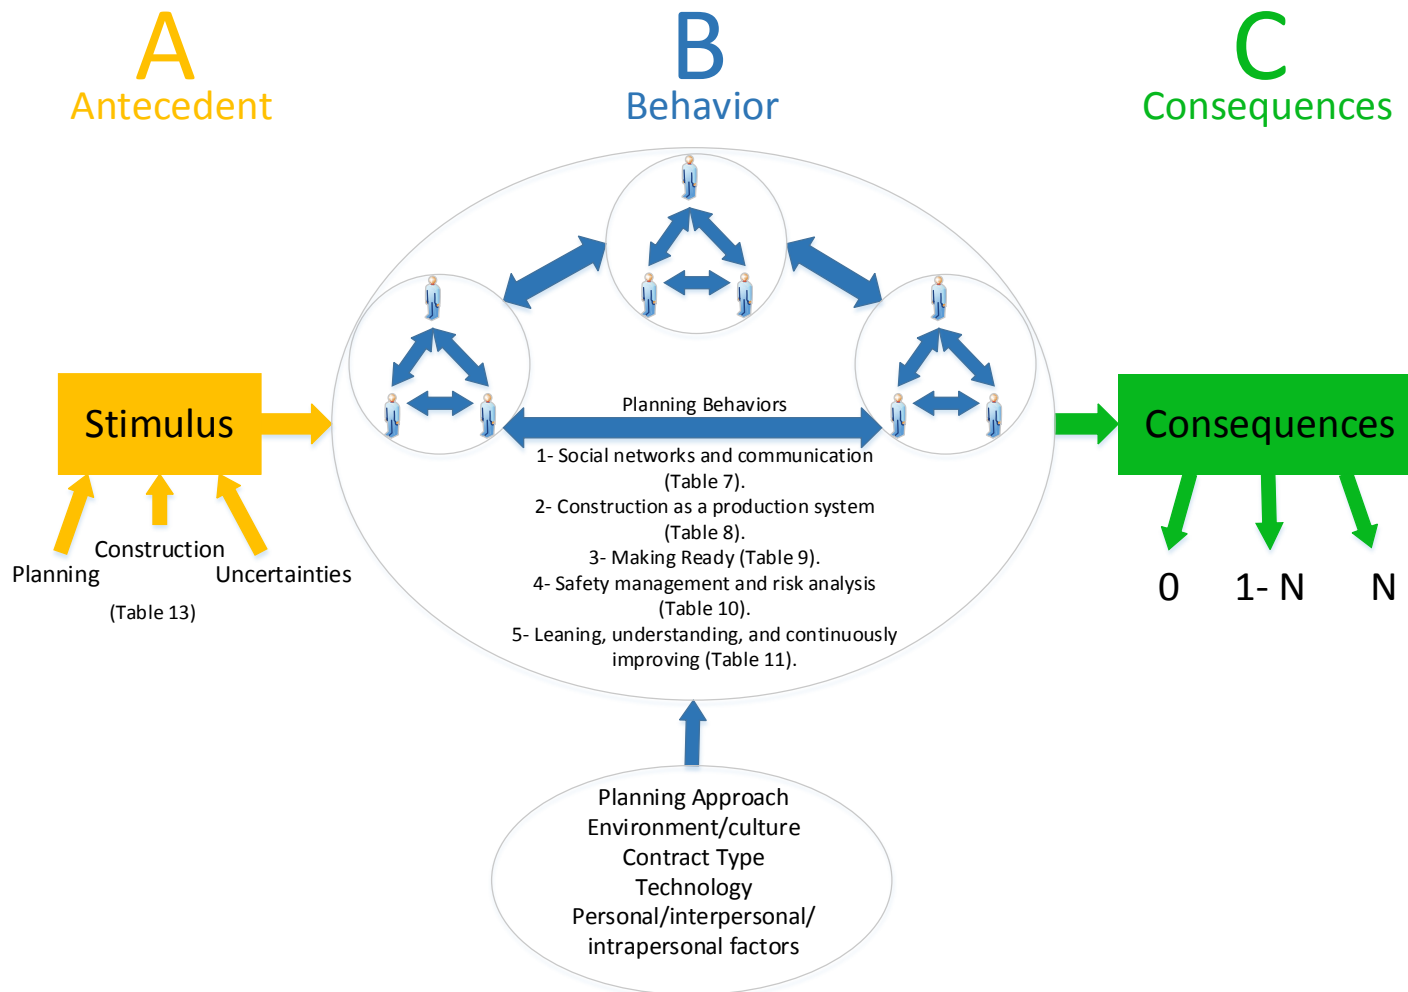 A
Antecedent
B
Behavior
C
Consequences
Stimulus
Planning
Construction
Uncertainties
(Table 13)
Planning Behaviors
1- Social networks and communication
(Table 7).
2- Construction as a production system
(Table 8).
3- Making Ready (Table 9).
4- Safety management and risk analysis
(Table 10).
5- Leaning, understanding, and continuously
improving (Table 11).
Planning Approach
Environment/culture
Contract Type
Technology
Personal/interpersonal/
intrapersonal factors
Consequences
0 1- N N